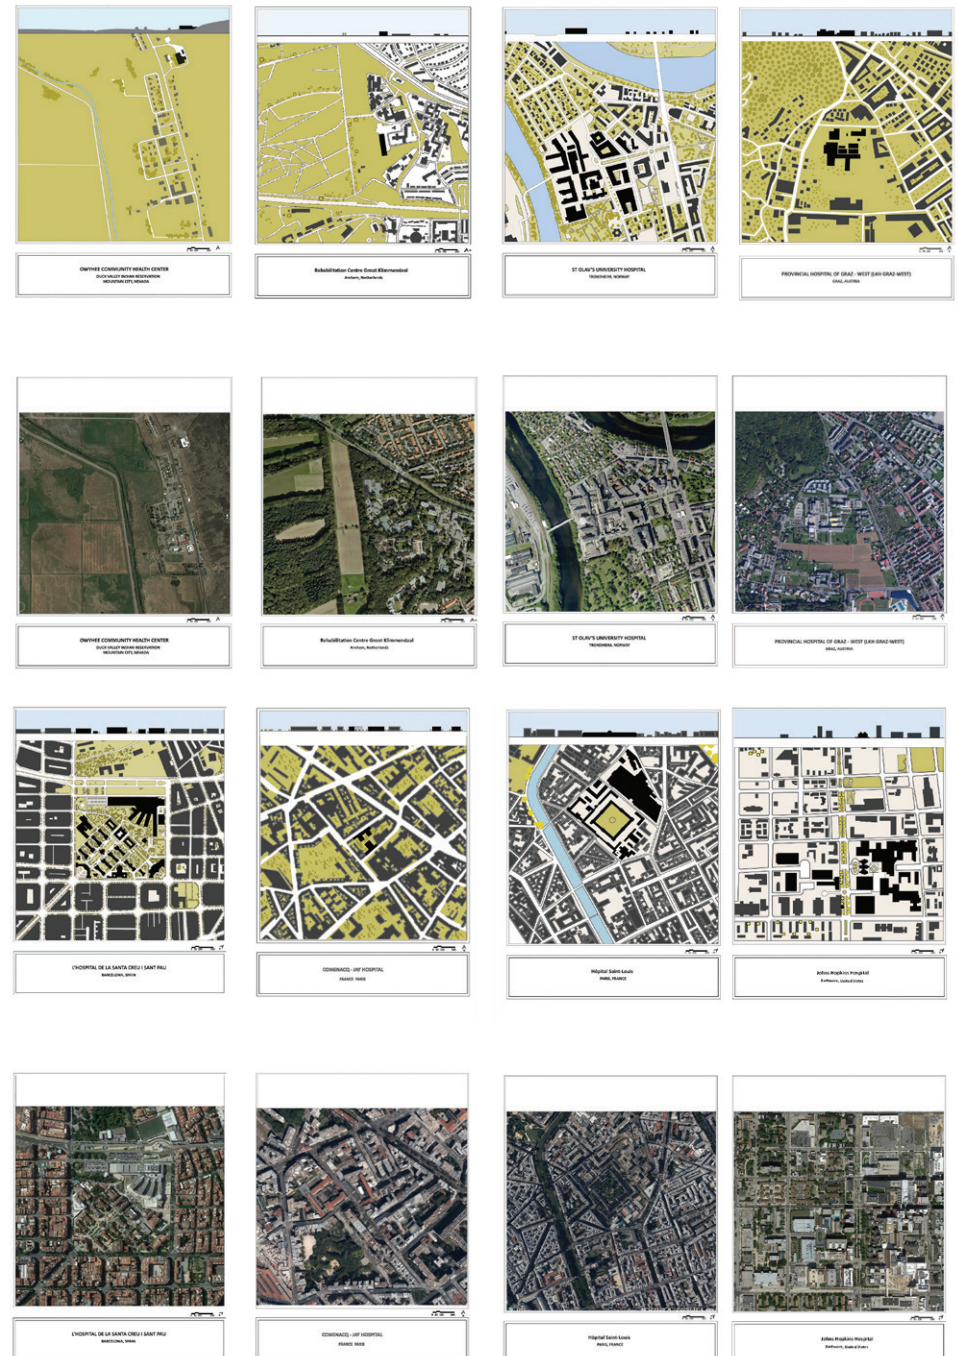 OWYHEE COMMUNITY HEALTH CENTER
DUCK VALLEY INDIAN RESERVATION
MOUNTAIN CITY, NEVADA
Rehabilitation Centre Groot Klimmendaal
Arnhem, Netherlands
ST OLAV'S UNIVERSITY HOSPITAL
TRONDHEIM, NORWAY
PROVINCIAL HOSPITAL OF GRAZ - WEST (LKH-GRAZ-WEST)
GRAZ, AUSTRIA
OWYHEE COMMUNITY HEALTH CENTER
DUCK VALLEY INDIAN RESERVATION
MOUNTAIN CITY, NEVADA
Rehabilitation Centre Groot Klimmendaal
Arnhem, Netherlands
ST OLAV'S UNIVERSITY HOSPITAL
TRONDHEIM, NORWAY
PROVINCIAL HOSPITAL OF GRAZ - WEST (LKH-GRAZ-WEST)
GRAZ, AUSTRIA
L'HOSPITAL DE LA SANTA CREU I SANT PAU
BARCELONA, SPAIN
COGNACQ - JAY HOSPITAL
FRANCE PARIS
Hôpital Saint-Louis
PARIS, FRANCE
Johns Hopkins Hospital
Baltimore, United States
L'HOSPITAL DE LA SANTA CREU I SANT PAU
BARCELONA, SPAIN
COGNACQ - JAY HOSPITAL
FRANCE PARIS
Hôpital Saint-Louis
PARIS, FRANCE
Johns Hopkins Hospital
Baltimore, United States